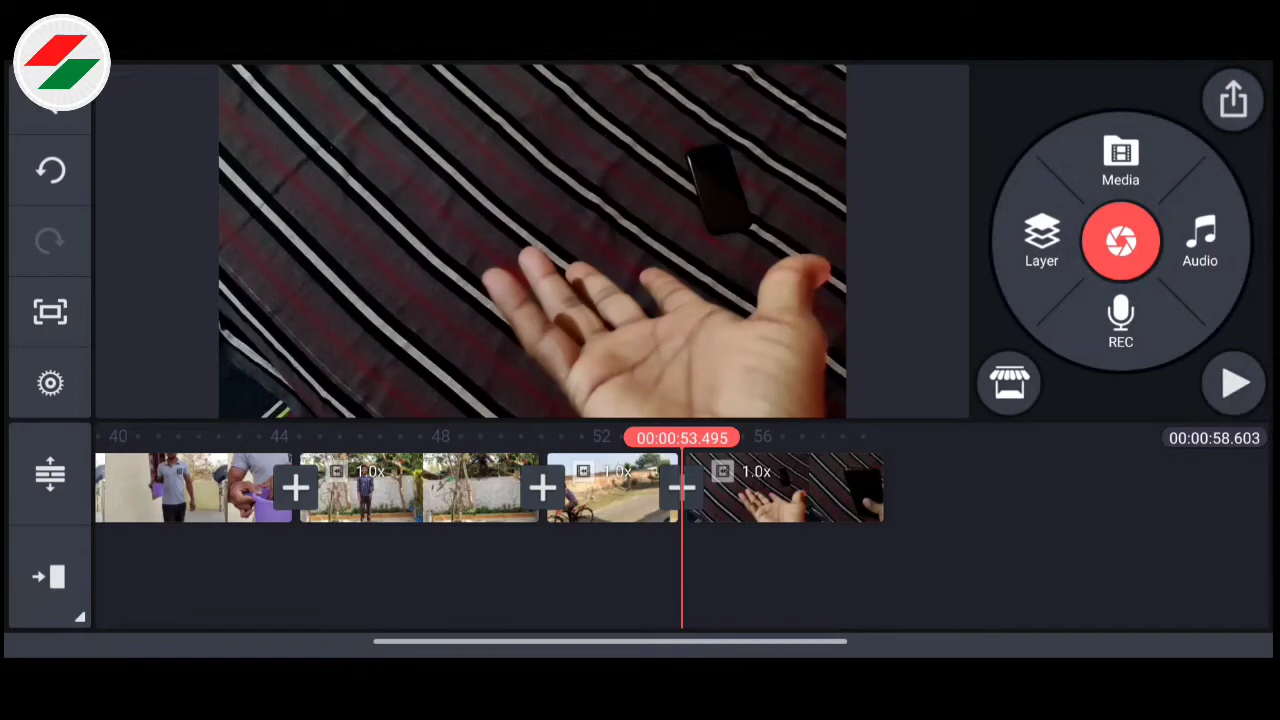 Media
Layer
Audio
REC
40
44
48
52
00:00:53.495
56
00:00:58.603
1.0x
1.0x
1.0x